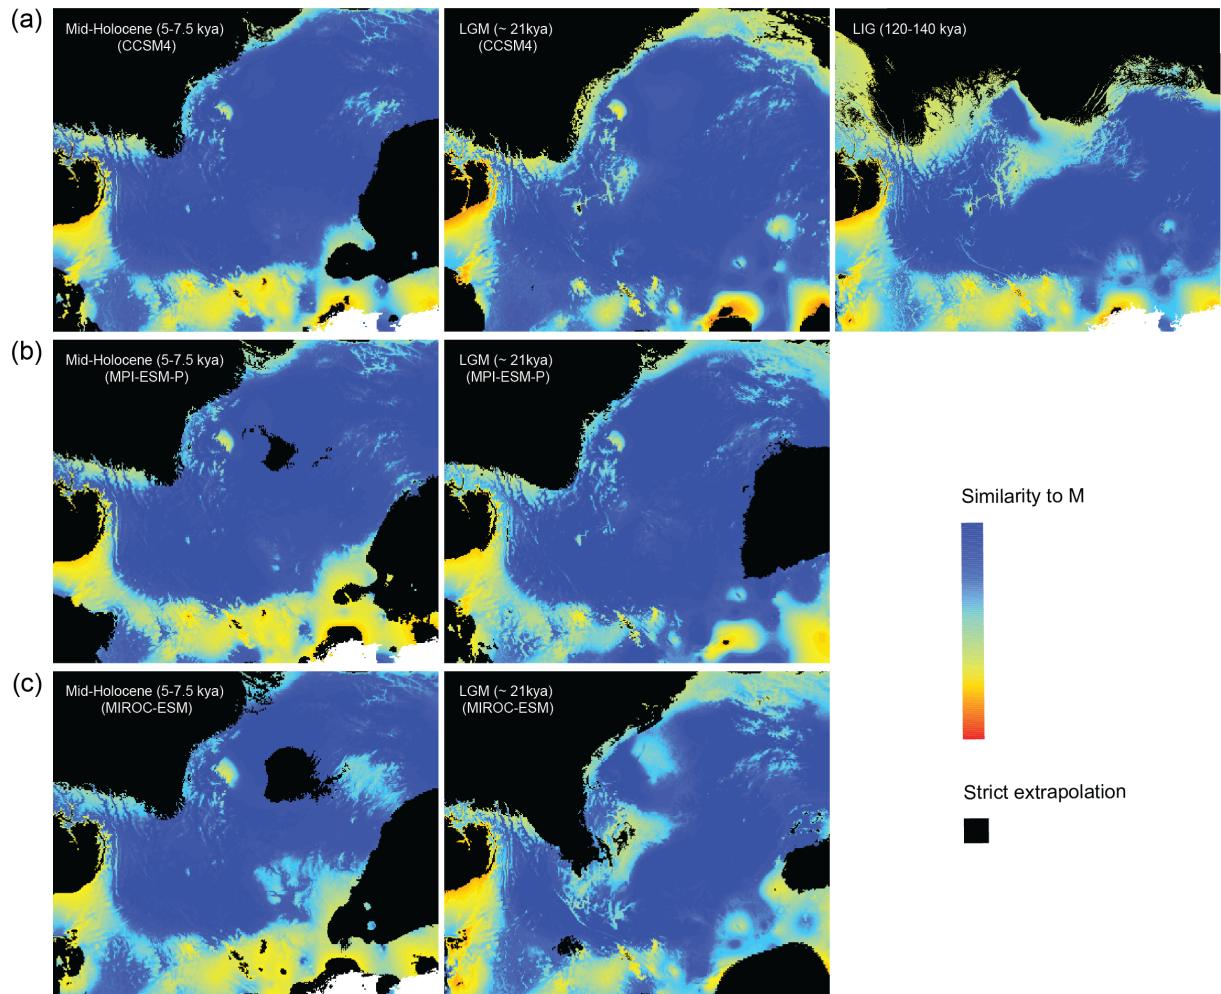 (a)
Mid-Holocene (5-7.5 kya)
(CCSM4)
LGM (~ 21kya)
(CCSM4)
LIG (120-140 kya)
(b)
Mid-Holocene (5-7.5 kya)
(MPI-ESM-P)
LGM (~ 21kya)
(MPI-ESM-P)
Similarity to M
(c)
Mid-Holocene (5-7.5 kya)
(MIROC-ESM)
LGM (~ 21kya)
(MIROC-ESM)
Strict extrapolation